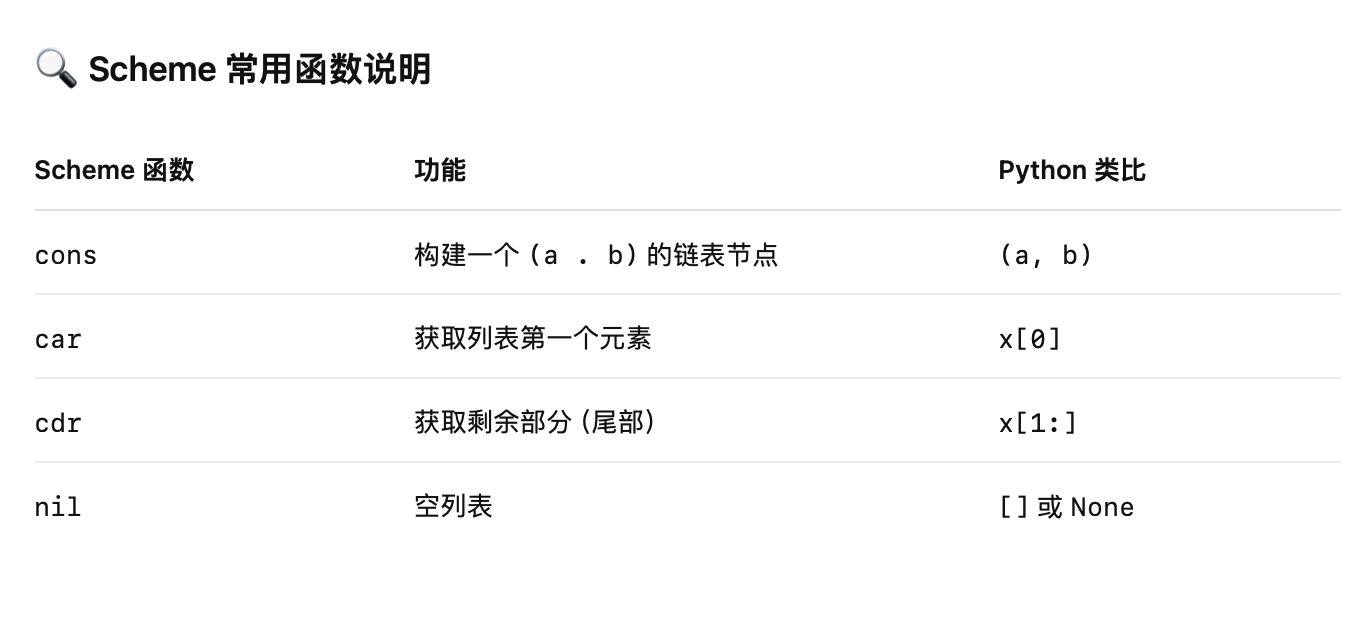 🔍 Scheme 常用函数说明
Scheme 函数 功能 Python 类比
cons 构建一个 (a . b) 的链表节点 (a, b)
car 获取列表第一个元素 x[0]
cdr 获取剩余部分（尾部） x[1:]
nil 空列表 [] 或 None